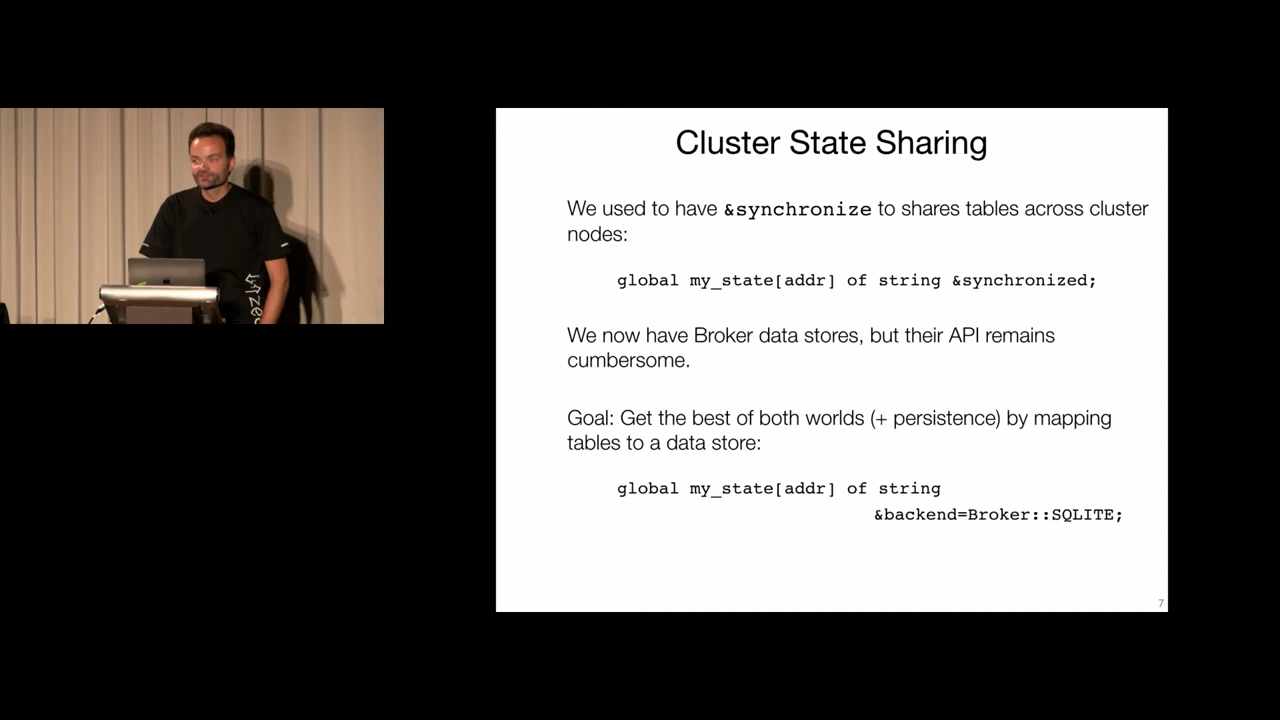 Cluster State Sharing
We used to have &synchronize to shares tables across cluster
nodes:
global my_state[addr] of string &synchronized;
We now have Broker data stores, but their API remains
cumbersome.
Goal: Get the best of both worlds (+ persistence) by mapping
tables to a data store:
global my_state[addr] of string
&backend=Broker::SQLITE;
7